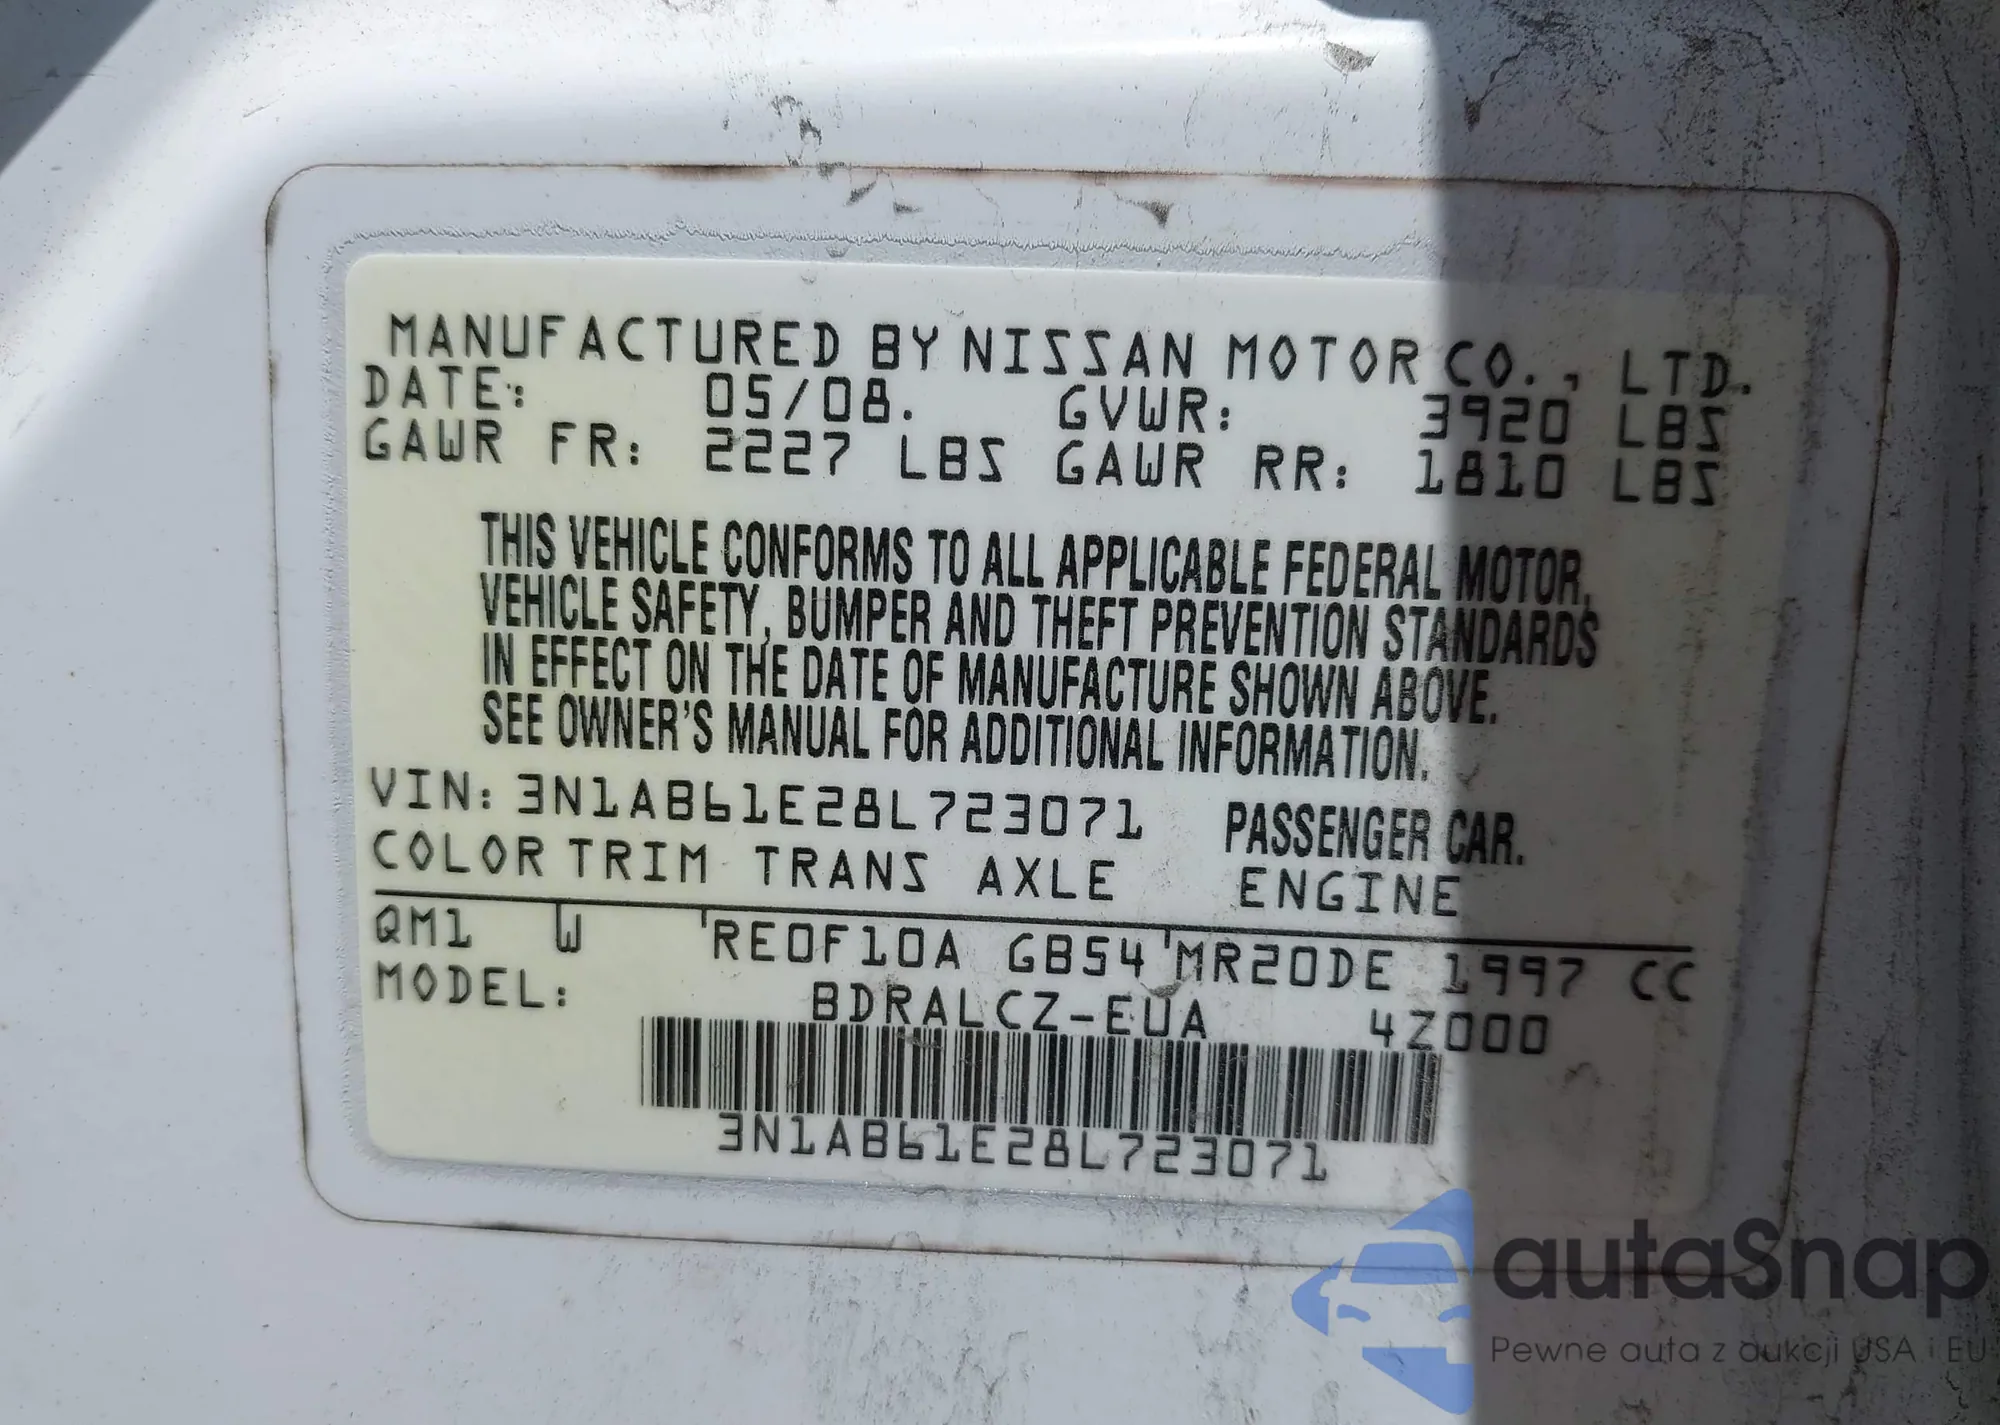 MANUFACTURED BY NISSAN MOTOR CO., LTD.
DATE: 05/08. GVWR: 3920 LBS
GAWR FR: 2227 LBS GAWR RR: 1810 LBS
THIS VEHICLE CONFORMS TO ALL APPLICABLE FEDERAL MOTOR,
VEHICLE SAFETY, BUMPER AND THEFT PREVENTION STANDARDS
IN EFFECT ON THE DATE OF MANUFACTURE SHOWN ABOVE.
SEE OWNER'S MANUAL FOR ADDITIONAL INFORMATION.
VIN: 3N1AB61E28L723071 PASSENGER CAR.
COLOR TRIM TRANS AXLE ENGINE
QM1 W RE0F10A GB54 MR20DE 1997 CC
MODEL: BDRALCZ-EUA 4Z000
3N1AB61E28L723071
autaSnap
Pewne auta z aukcji USA i EU